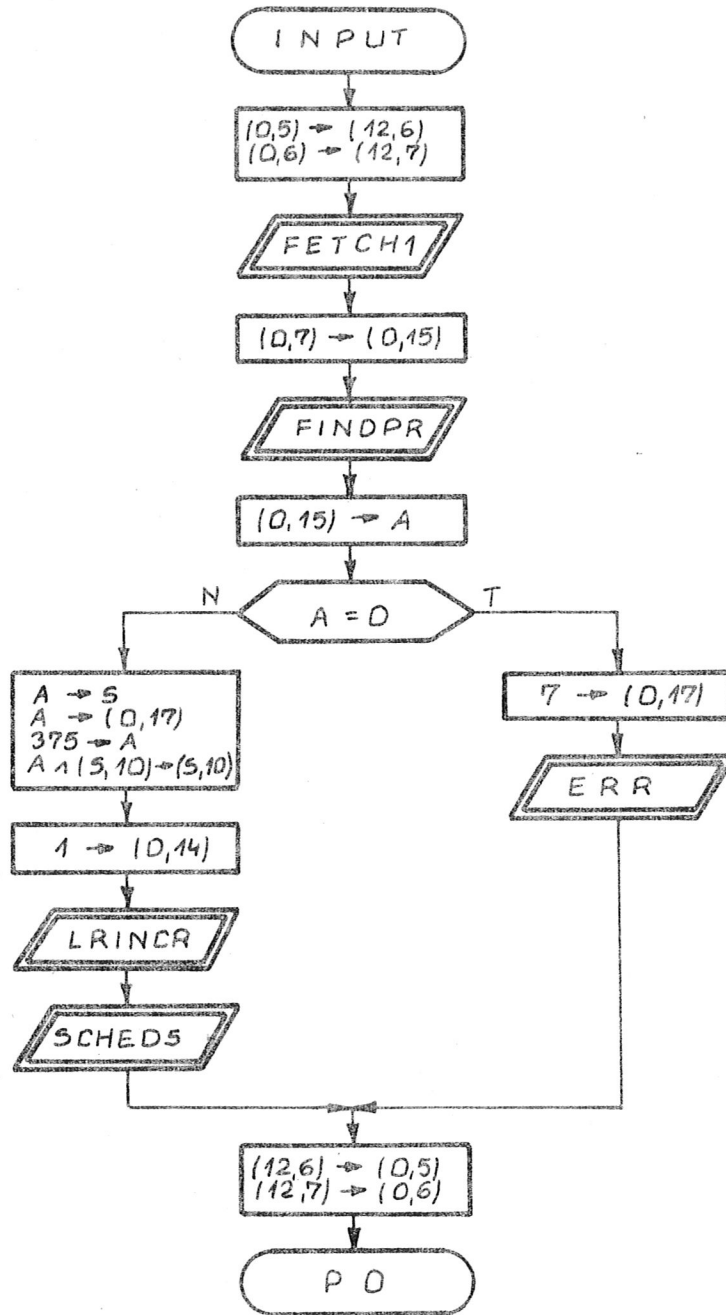 INPUT
(0,5) → (12,6)
(0,6) → (12,7)
FETCH1
(0,7) → (0,15)
FINDPR
(0,15) → A
A = 0
N
T
A → S
A → (0,17)
375 → A
A ∧ (S,10) → (S,10)
1 → (0,14)
LRINCR
SCHED5
7 → (0,17)
ERR
(12,6) → (0,5)
(12,7) → (0,6)
PO